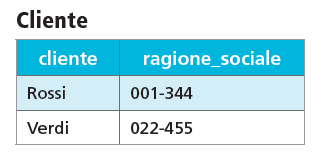 Cliente
cliente ragione_sociale
Rossi 001-344
Verdi 022-455